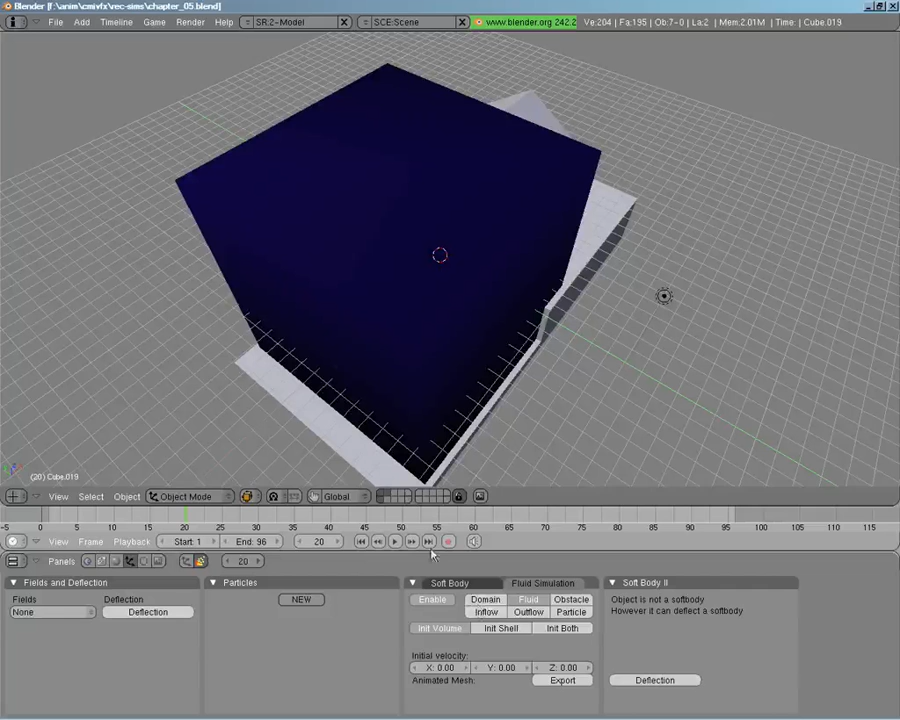 Blender [f:\anim\cmivfx\rec-sims\chapter_05.blend]
File Add Timeline Game Render Help SR:2-Model SCE:Scene www.blender.org 242.2 Ve:204 | Fa:195 | Ob:7-0 | La:2 | Mem:2.01M | Time: | Cube.019
(20) Cube.019
View Select Object Object Mode Global
-5 0 5 10 15 20 25 30 35 40 45 50 55 60 65 70 75 80 85 90 95 100 105 110 115
View Frame Playback Start: 1 End: 96 20
Panels 20
Fields and Deflection Particles Soft Body Fluid Simulation Soft Body II
Fields Deflection NEW Enable Domain Fluid Obstacle Object is not a softbody
None Deflection Inflow Outflow Particle However it can deflect a softbody
Init Volume Init Shell Init Both
Initial velocity:
X: 0.00 Y: 0.00 Z: 0.00
Animated Mesh: Export Deflection